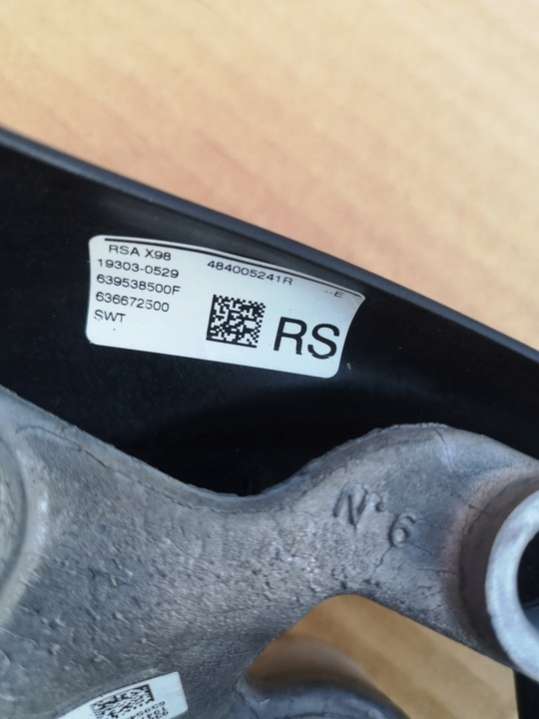 RSA X98
19303-0529 484005241R
639538500F
636672500
SWT
RS
N°6